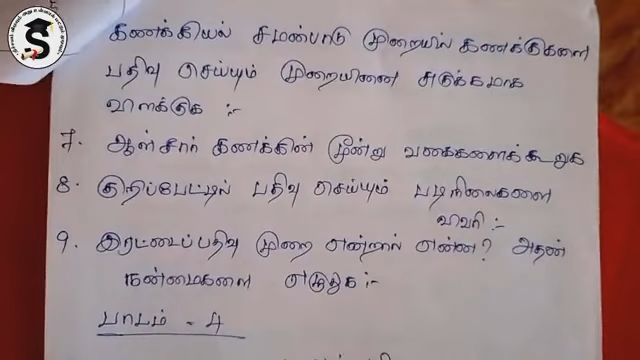 கணக்கியல் சமன்பாடு முறையில் கணக்குகளை
பதிவு செய்யும் முறையினை சுருக்கமாக
விளக்குக :-
7. ஆள்சார் கணக்கின் மூன்று வகைகளைக் கூறுக
8. குறிப்பேட்டில் பதிவு செய்யும் படிநிலைகளை
விவரி :-
9. இரட்டைப்பதிவு முறை என்றால் என்ன? அதன்
நன்மைகளை எழுதுக :-
பாடம் - 4